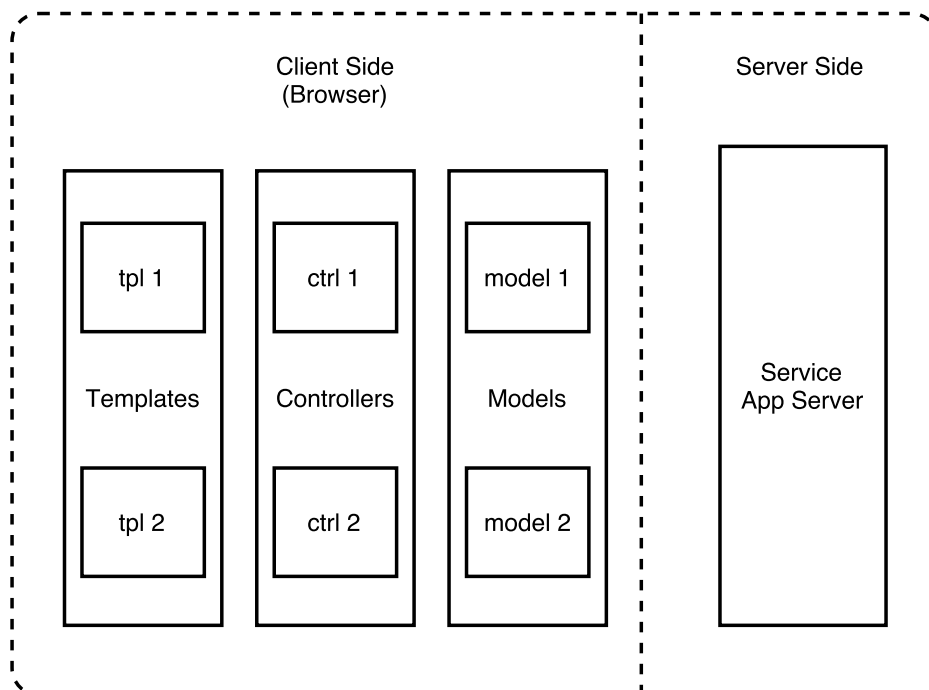 Client Side
(Browser)
Server Side
tpl 1
ctrl 1
model 1
Templates
Controllers
Models
Service
App Server
tpl 2
ctrl 2
model 2